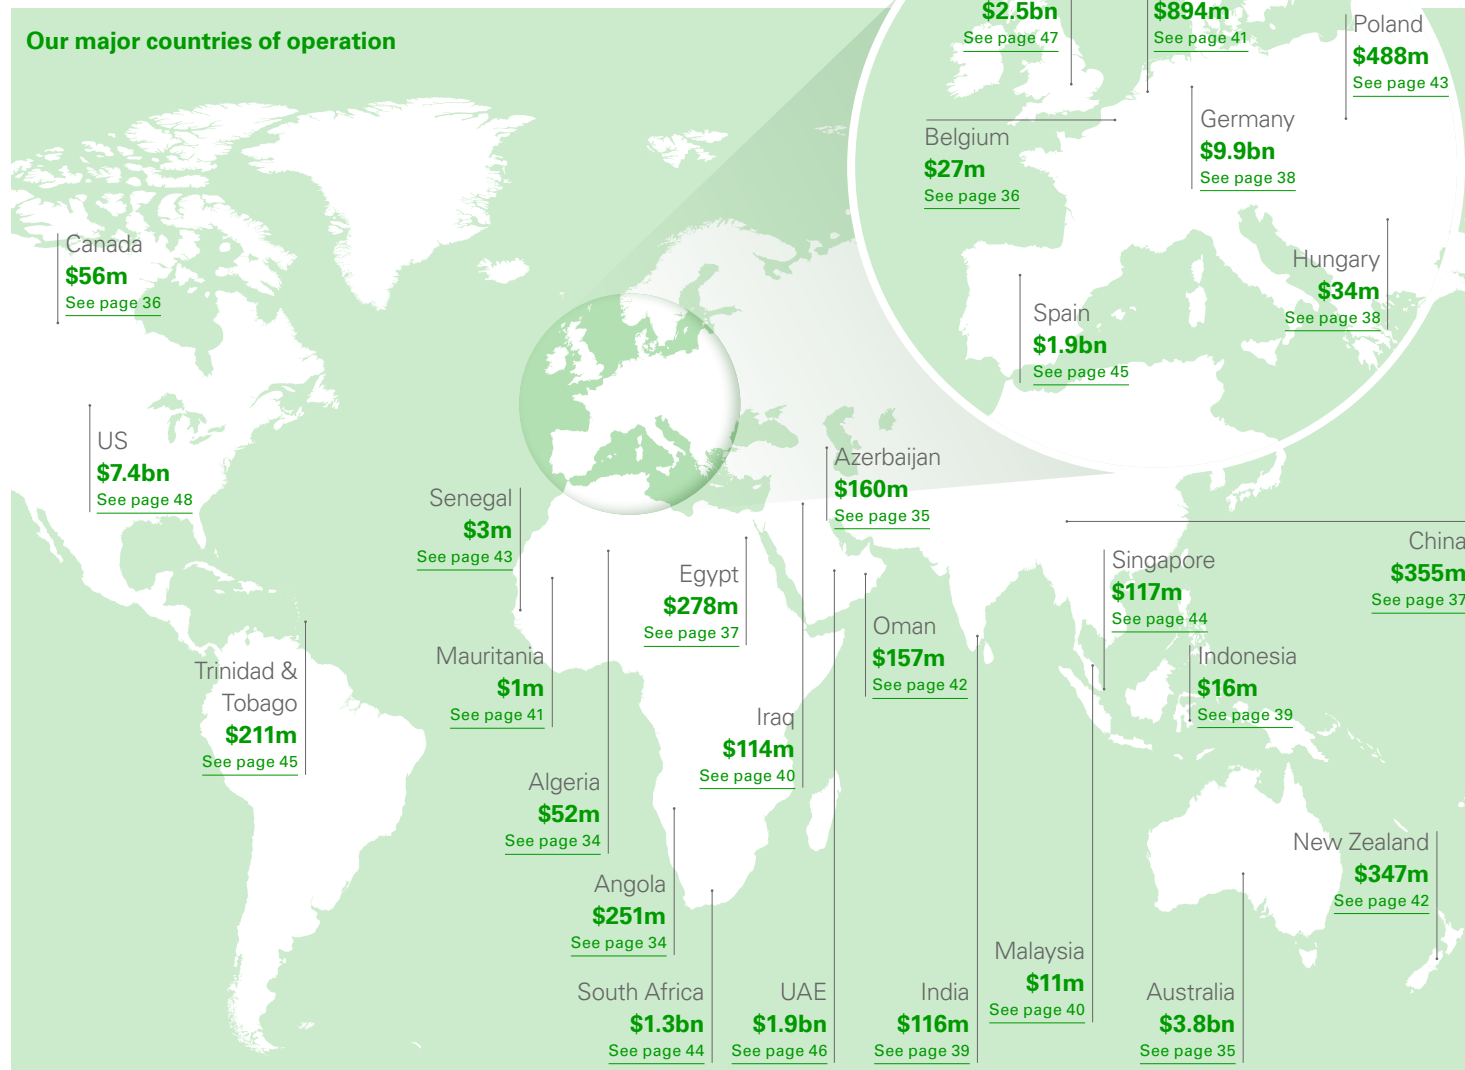 Our major countries of operation
$2.5bn
See page 47
$894m
See page 41
Poland
$488m
See page 43
Belgium
$27m
See page 36
Germany
$9.9bn
See page 38
Hungary
$34m
See page 38
Spain
$1.9bn
See page 45
Canada
$56m
See page 36
US
$7.4bn
See page 48
Trinidad &
Tobago
$211m
See page 45
Senegal
$3m
See page 43
Mauritania
$1m
See page 41
Algeria
$52m
See page 34
Egypt
$278m
See page 37
Angola
$251m
See page 34
South Africa
$1.3bn
See page 44
Iraq
$114m
See page 40
UAE
$1.9bn
See page 46
Azerbaijan
$160m
See page 35
Oman
$157m
See page 42
India
$116m
See page 39
China
$355m
See page 37
Singapore
$117m
See page 44
Indonesia
$16m
See page 39
Malaysia
$11m
See page 40
Australia
$3.8bn
See page 35
New Zealand
$347m
See page 42